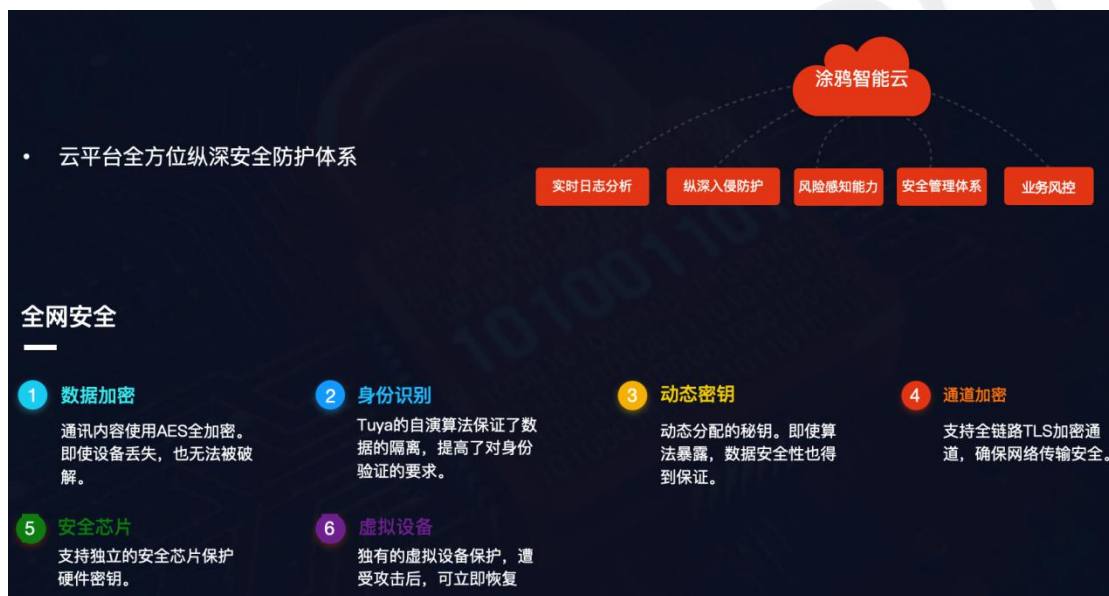 涂鸦智能云
• 云平台全方位纵深安全防护体系
实时日志分析
纵深入侵防护
风险感知能力
安全管理体系
业务风控
全网安全
1 数据加密
通讯内容使用AES全加密。
即使设备丢失，也无法被破
解。
2 身份识别
Tuya的自演算法保证了数
据的隔离，提高了对身份
验证的要求。
3 动态密钥
动态分配的秘钥。即使算
法暴露，数据安全性也得
到保证。
4 通道加密
支持全链路TLS加密通
道，确保网络传输安全。
5 安全芯片
支持独立的安全芯片保护
硬件密钥。
6 虚拟设备
独有的虚拟设备保护，遭
受攻击后，可立即恢复